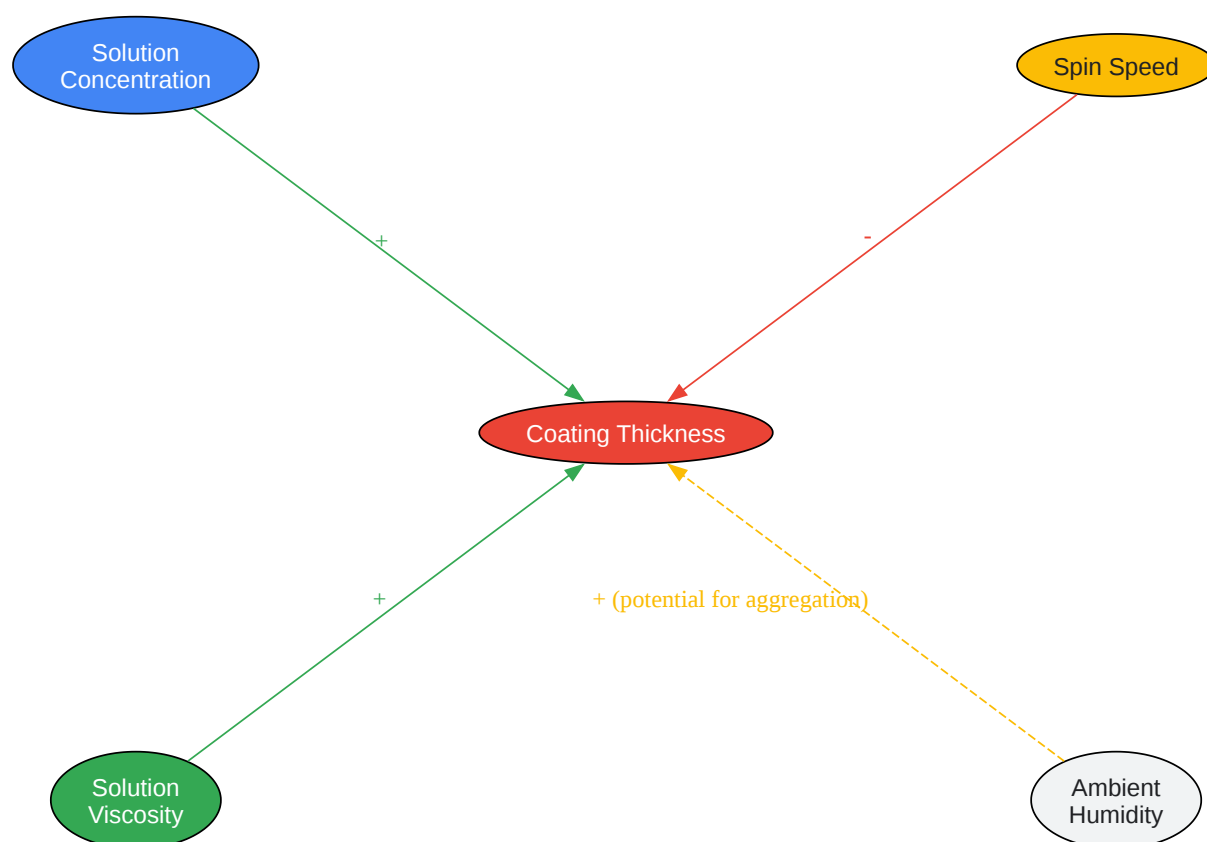 Solution
Concentration
Spin Speed
+
-
Coating Thickness
+
+ (potential for aggregation)
Solution
Viscosity
Ambient
Humidity